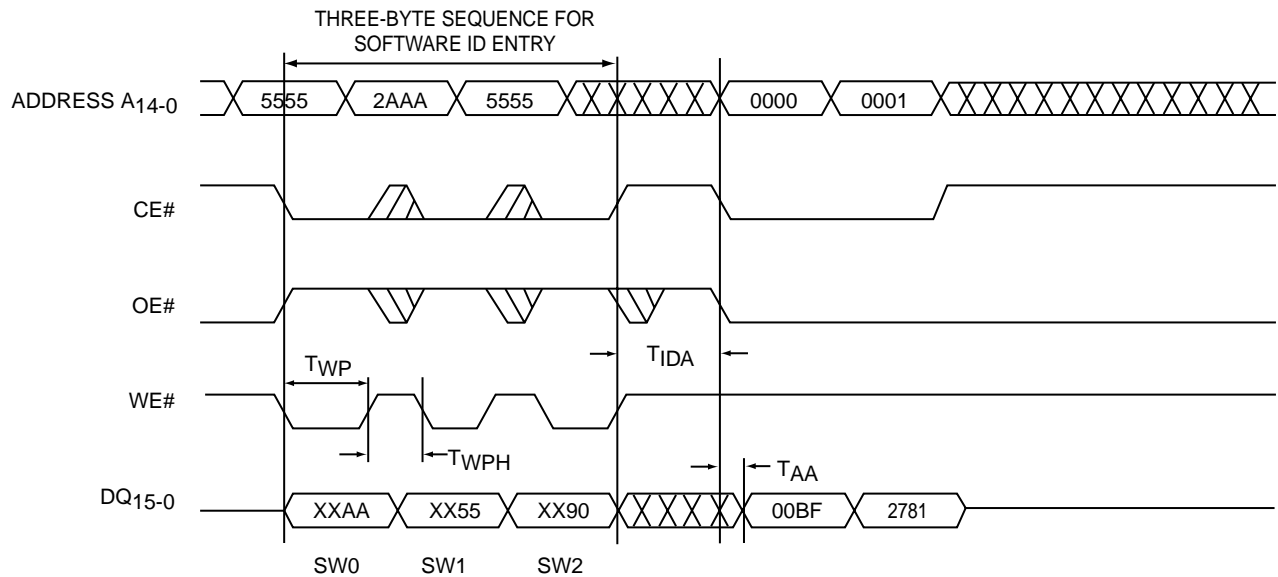 THREE-BYTE SEQUENCE FOR
SOFTWARE ID ENTRY
ADDRESS A14-0
5555
2AAA
5555
0000
0001
CE#
OE#
TWP
TIDA
WE#
TWPH
TAA
DQ15-0
XXAA
XX55
XX90
00BF
2781
SW0
SW1
SW2